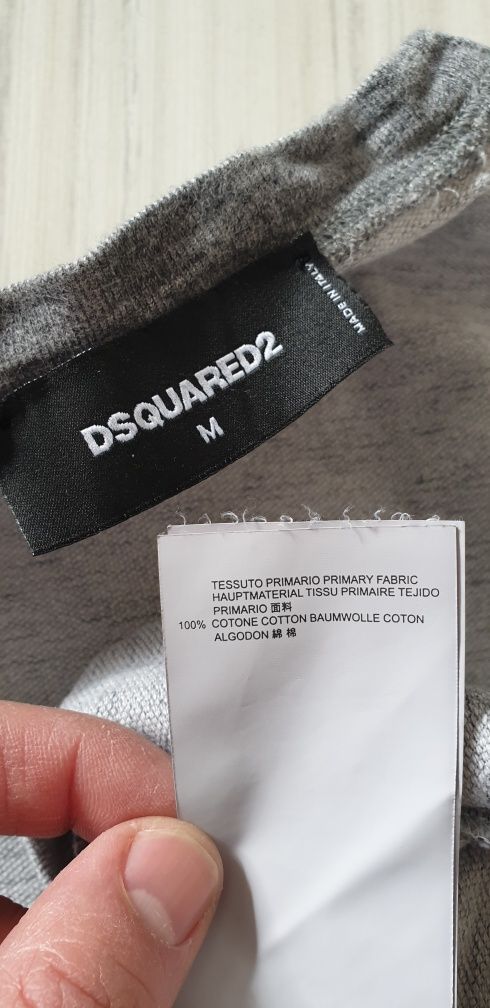 MADE IN ITALY
DSQUARED2
M
TESSUTO PRIMARIO PRIMARY FABRIC
HAUPTMATERIAL TISSU PRIMAIRE TEJIDO
PRIMARIO 面料
100% COTONE COTTON BAUMWOLLE COTON
ALGODON 綿 棉